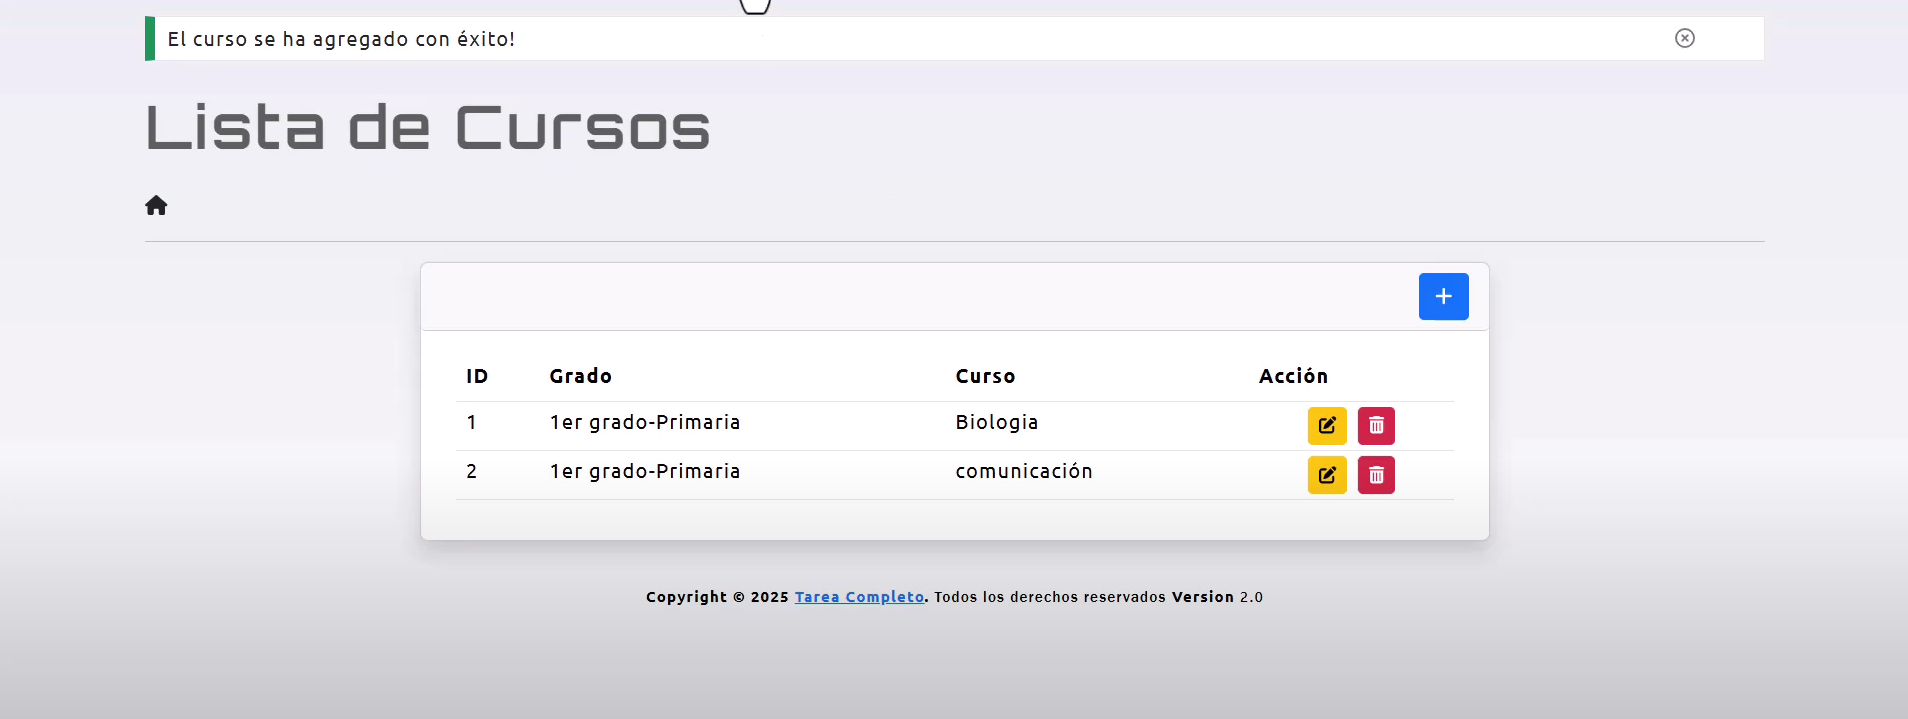 El curso se ha agregado con éxito!
Lista de Cursos
ID Grado Curso Acción
1 1er grado-Primaria Biologia
2 1er grado-Primaria comunicación
Copyright © 2025 Tarea Completo. Todos los derechos reservados Version 2.0